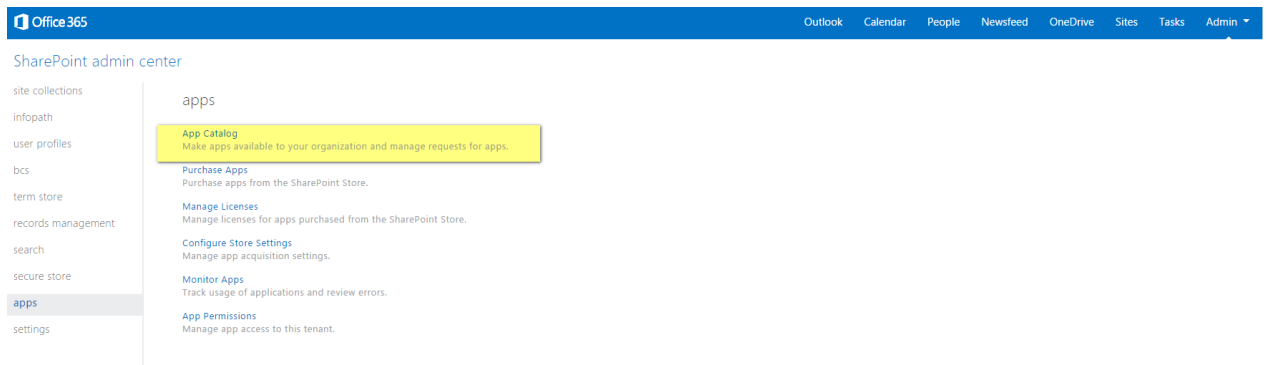 Office 365 Outlook Calendar People Newsfeed OneDrive Sites Tasks Admin
SharePoint admin center
site collections
infopath
user profiles
bcs
term store
records management
search
secure store
apps
settings
apps
App Catalog
Make apps available to your organization and manage requests for apps.
Purchase Apps
Purchase apps from the SharePoint Store.
Manage Licenses
Manage licenses for apps purchased from the SharePoint Store.
Configure Store Settings
Manage app acquisition settings.
Monitor Apps
Track usage of applications and review errors.
App Permissions
Manage app access to this tenant.